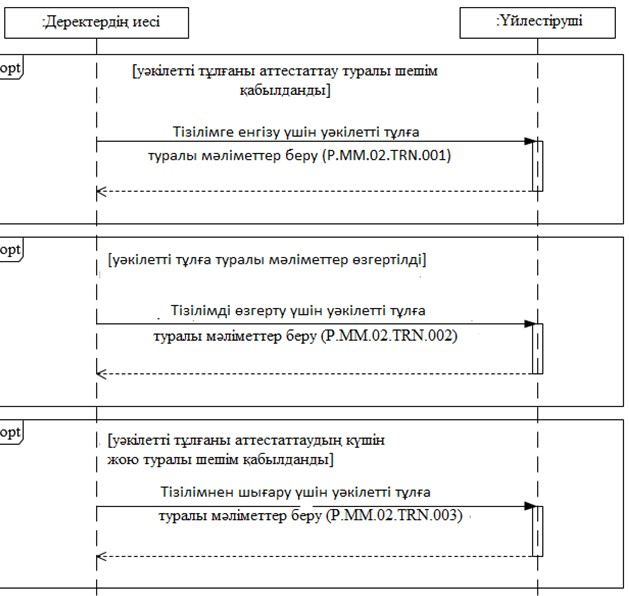 :Деректердің иесі
:Үйлестіруші
opt
[уәкілетті тұлғаны аттестаттау туралы шешім
қабылданды]
Тізілімге енгізу үшін уәкілетті тұлға
туралы мәліметтер беру (P.MM.02.TRN.001)
opt
[уәкілетті тұлға туралы мәліметтер өзгертілді]
Тізілімді өзгерту үшін уәкілетті тұлға
туралы мәліметтер беру (P.MM.02.TRN.002)
opt
[уәкілетті тұлғаны аттестаттаудың күшін
жою туралы шешім қабылданды]
Тізілімнен шығару үшін уәкілетті тұлға
туралы мәліметтер беру (P.MM.02.TRN.003)